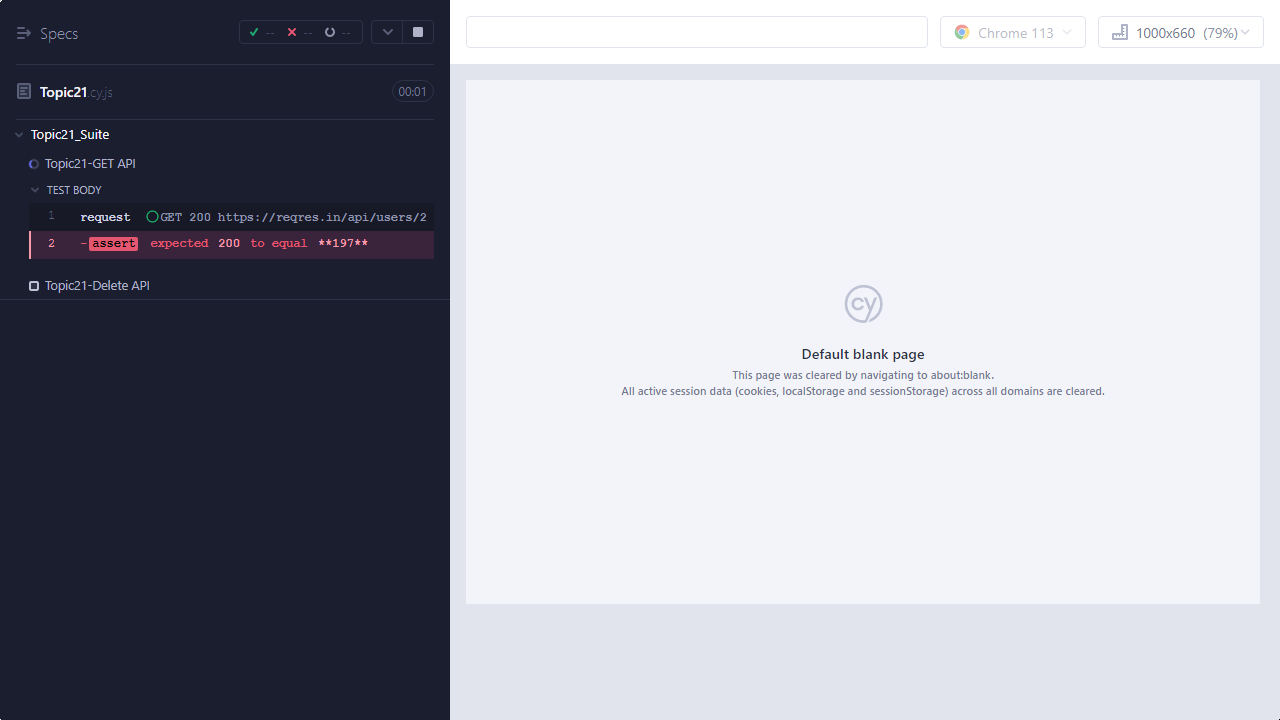 Specs
-- -- --
Topic21.cy.js
00:01
Topic21_Suite
Topic21-GET API
TEST BODY
1 request GET 200 https://reqres.in/api/users/2
2 -assert expected 200 to equal **197**
Topic21-Delete API
Chrome 113
1000x660 (79%)
cy
Default blank page
This page was cleared by navigating to about:blank.
All active session data (cookies, localStorage and sessionStorage) across all domains are cleared.